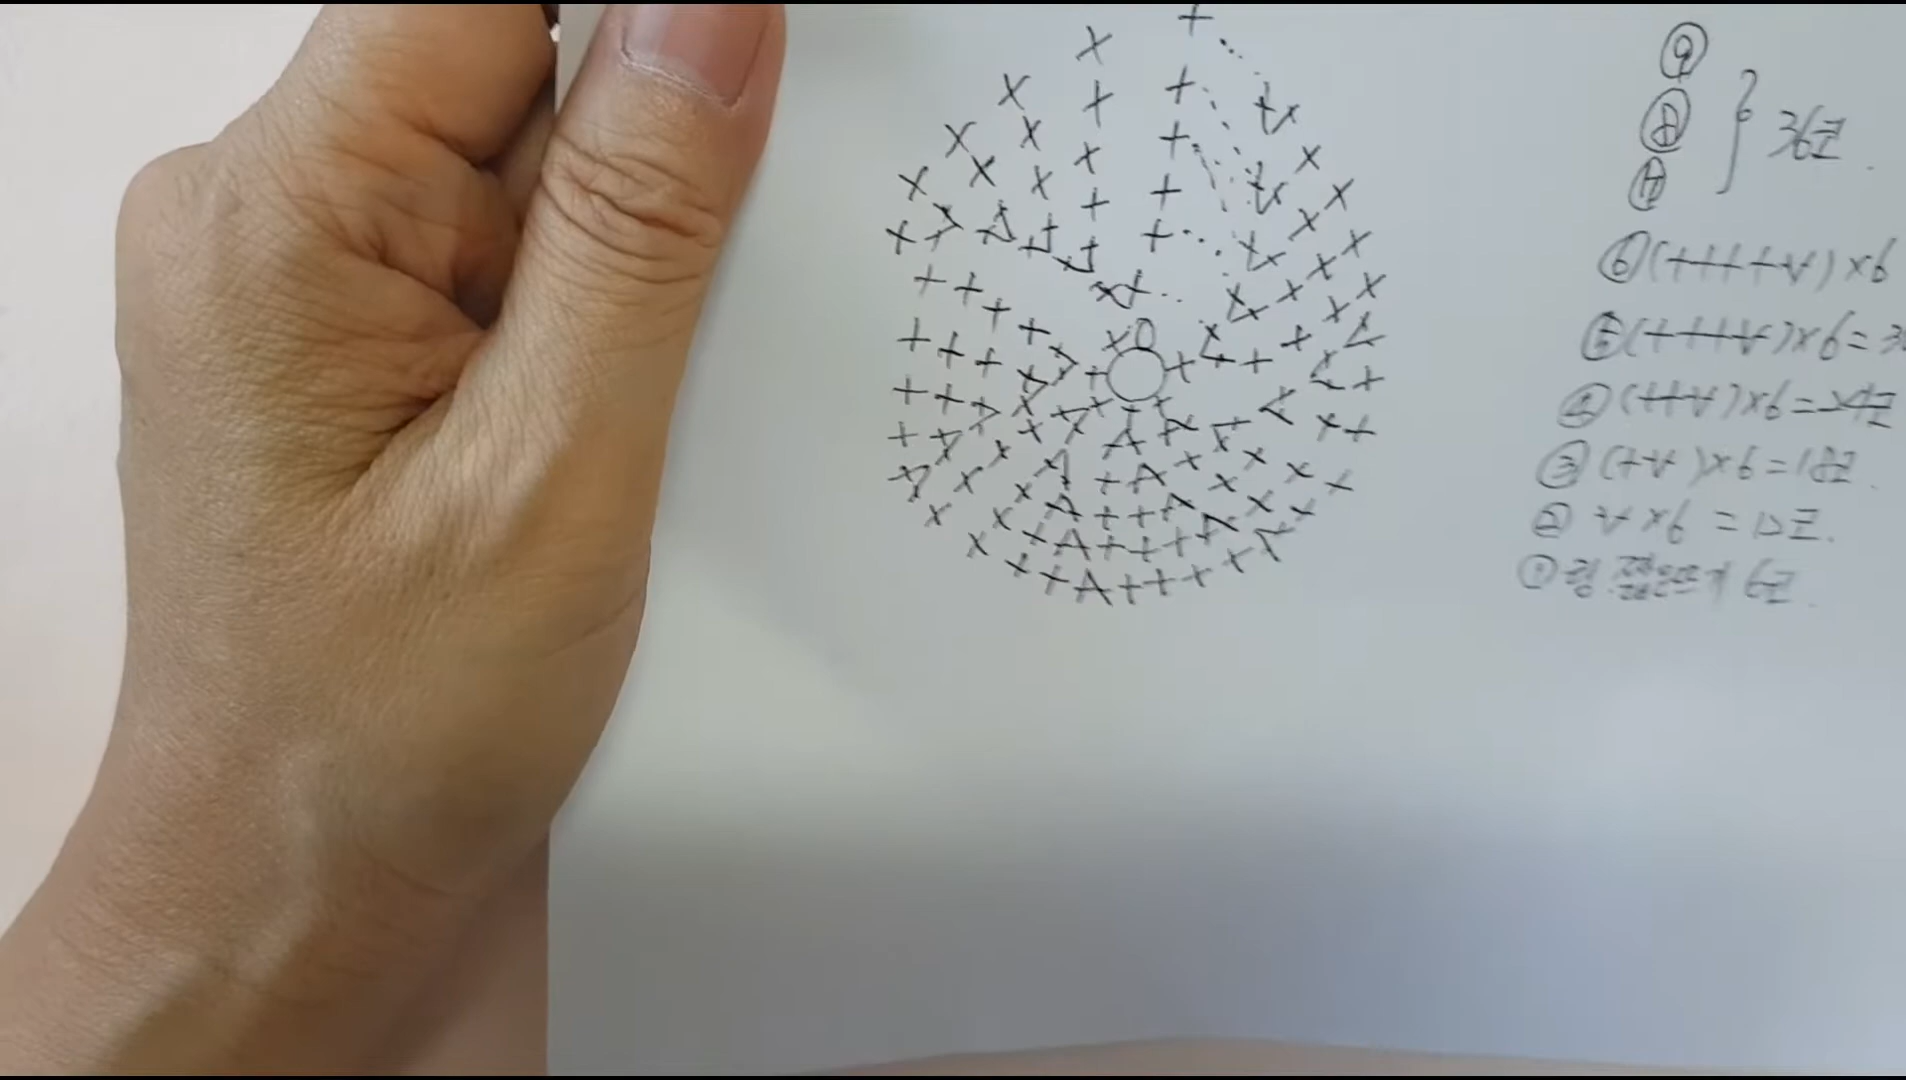 ⑨
⑧
⑦
} 36코.
⑥ (++++v) x6
⑤ (+++v) x6 = 3
④ (++v) x6 = 24코
③ (+v) x6 = 18코.
② v x6 = 12코.
① 링 짧은뜨기 6코.